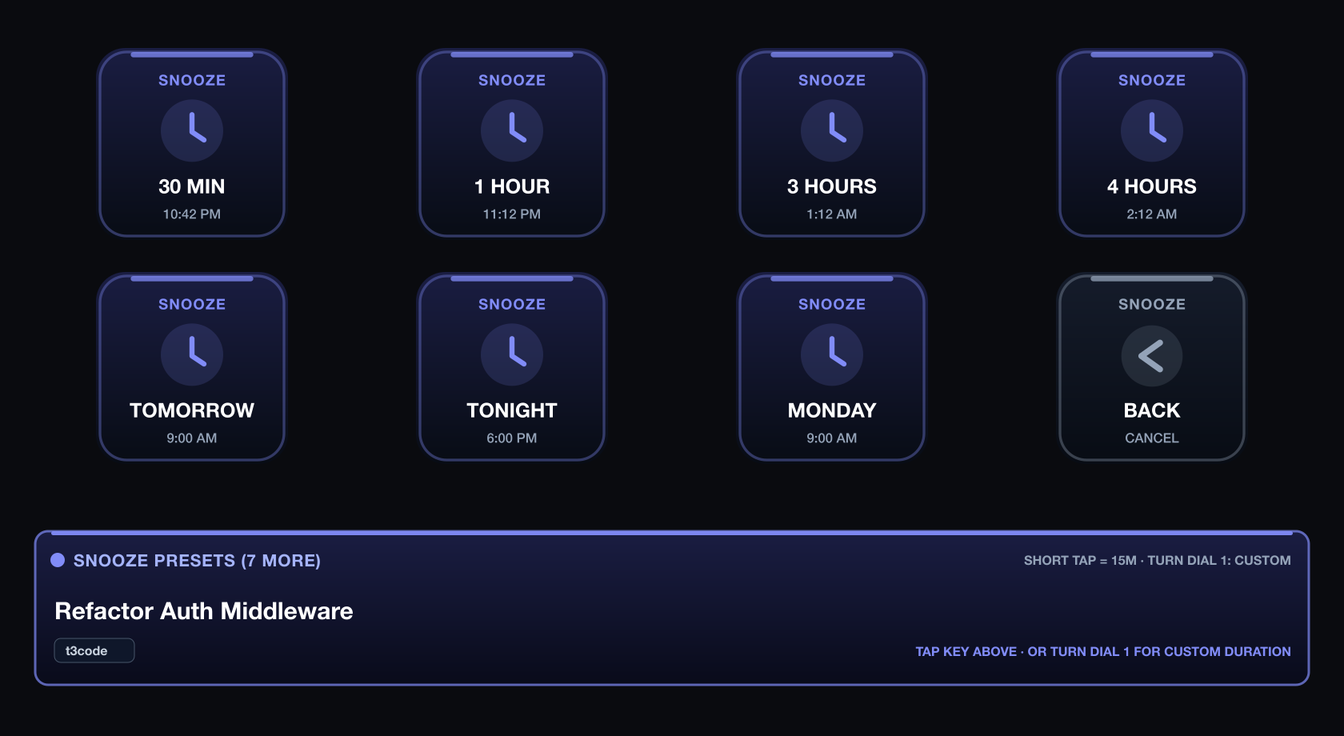 SNOOZE
30 MIN
10:42 PM
SNOOZE
1 HOUR
11:12 PM
SNOOZE
3 HOURS
1:12 AM
SNOOZE
4 HOURS
2:12 AM
SNOOZE
TOMORROW
9:00 AM
SNOOZE
TONIGHT
6:00 PM
SNOOZE
MONDAY
9:00 AM
SNOOZE
BACK
CANCEL
SNOOZE PRESETS (7 MORE)
SHORT TAP = 15M · TURN DIAL 1: CUSTOM
Refactor Auth Middleware
t3code
TAP KEY ABOVE · OR TURN DIAL 1 FOR CUSTOM DURATION